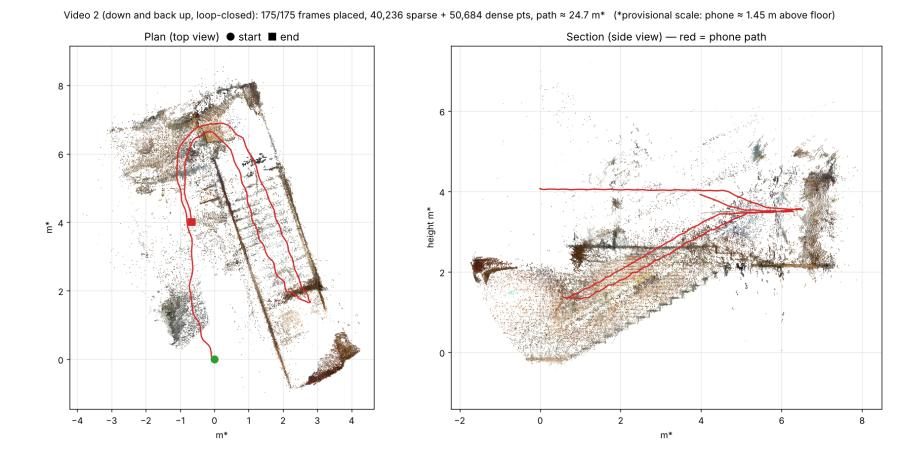 Video 2 (down and back up, loop-closed): 175/175 frames placed, 40,236 sparse + 50,684 dense pts, path ≈ 24.7 m* (*provisional scale: phone ≈ 1.45 m above floor)
Plan (top view) ● start ■ end
8
6
4
2
0
m*
−4 −3 −2 −1 0 1 2 3 4
m*
Section (side view) — red = phone path
6
4
2
0
height m*
−2 0 2 4 6 8
m*